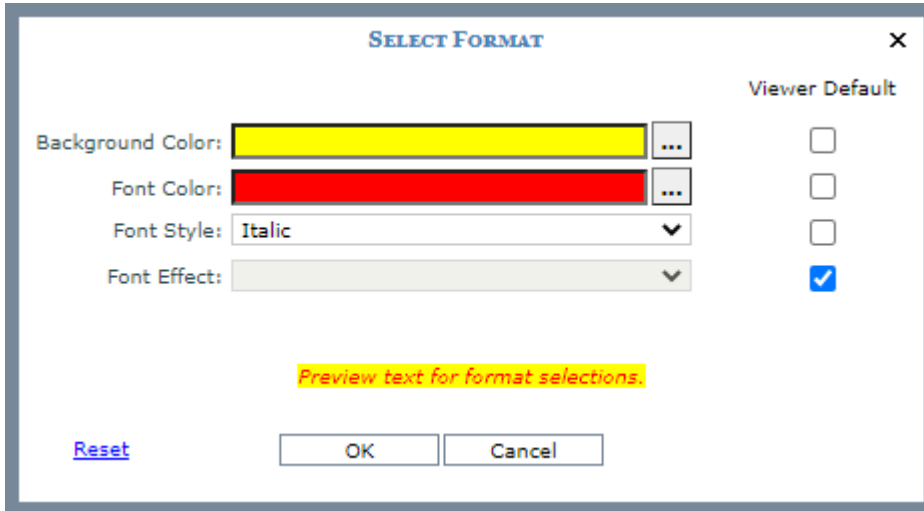 SELECT FORMAT
×
Viewer Default
Background Color: ...
Font Color: ...
Font Style: Italic
Font Effect:
Preview text for format selections.
Reset OK Cancel